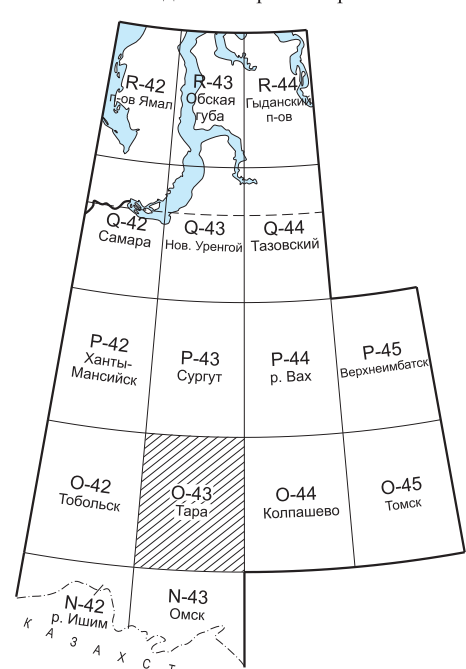 R-42
п-ов Ямал
R-43
Обская
губа
R-44
Гыданский
п-ов
Q-42
Самара
Q-43
Нов. Уренгой
Q-44
Тазовский
P-42
Ханты-
Мансийск
P-43
Сургут
P-44
р. Вах
P-45
Верхнеимбатск
O-42
Тобольск
O-43
Тара
O-44
Колпашево
O-45
Томск
N-42
р. Ишим
N-43
Омск
К А З А Х С Т